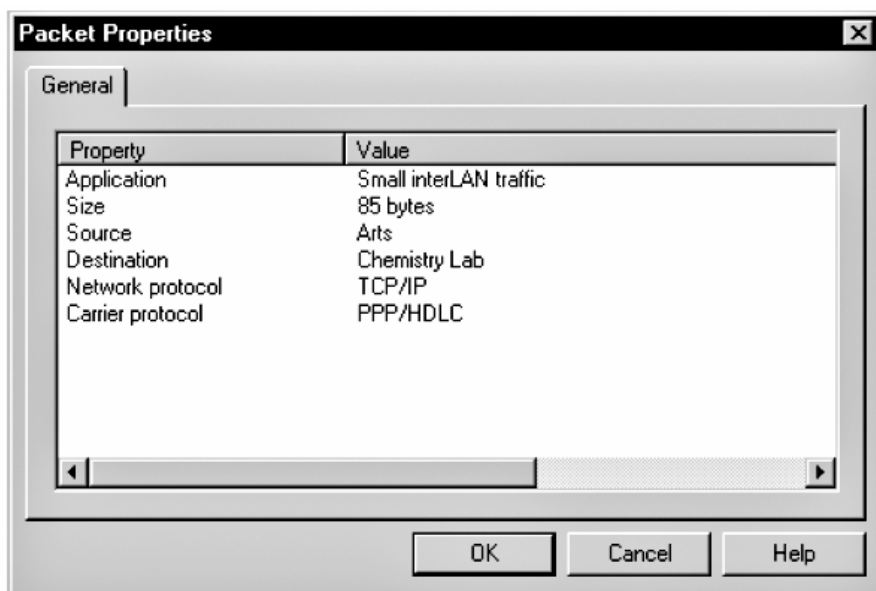 Packet Properties
General
Property Value
Application Small interLAN traffic
Size 85 bytes
Source Arts
Destination Chemistry Lab
Network protocol TCP/IP
Carrier protocol PPP/HDLC
OK Cancel Help